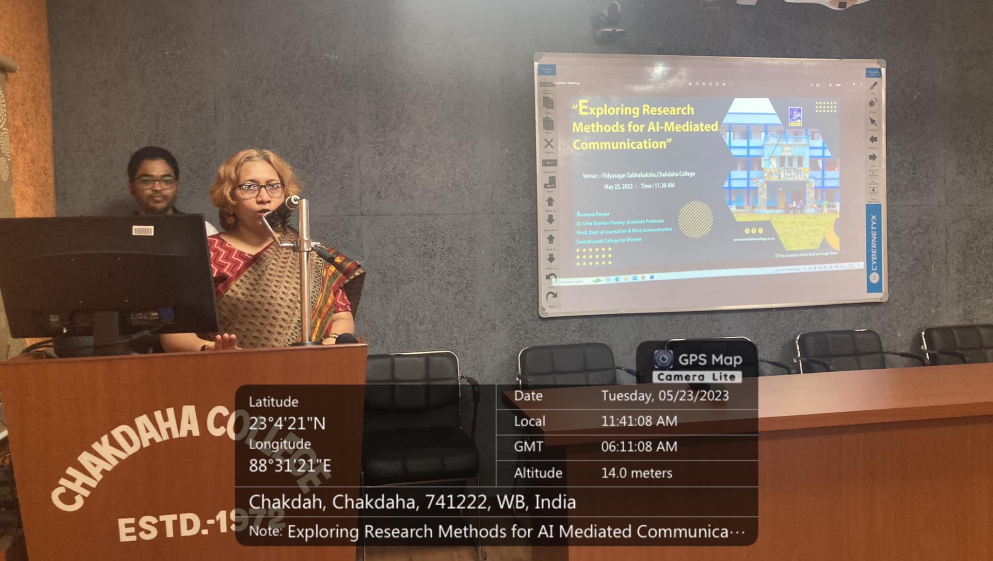 "Exploring Research
Methods for AI-Mediated
Communication"
Venue:- Vidyasagar Sabhakaksha,Chakdaha College
May 23, 2023 - Time:11.30 AM
Resource Person
Dr. Uma Shankar Pandey, Associate Professor
Head, Dept. of Journalism & Mass communication
Surendranath College for Women
CYBERNETYX
CHAKDAHA COLLEGE
ESTD.-1972
GPS Map
Camera Lite
Latitude
23°4'21"N
Longitude
88°31'21"E
Date Tuesday, 05/23/2023
Local 11:41:08 AM
GMT 06:11:08 AM
Altitude 14.0 meters
Chakdah, Chakdaha, 741222, WB, India
Note: Exploring Research Methods for AI Mediated Communica···